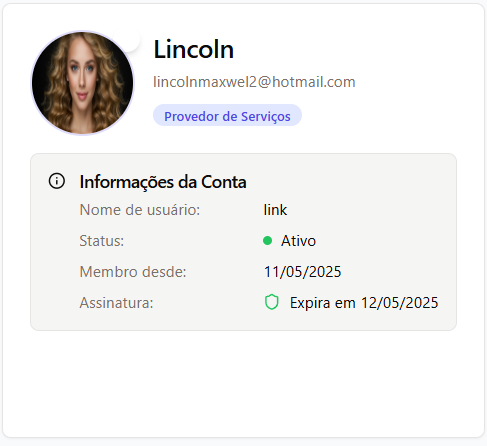 Lincoln
lincolnmaxwel2@hotmail.com
Provedor de Serviços
Informações da Conta
Nome de usuário: link
Status: Ativo
Membro desde: 11/05/2025
Assinatura: Expira em 12/05/2025